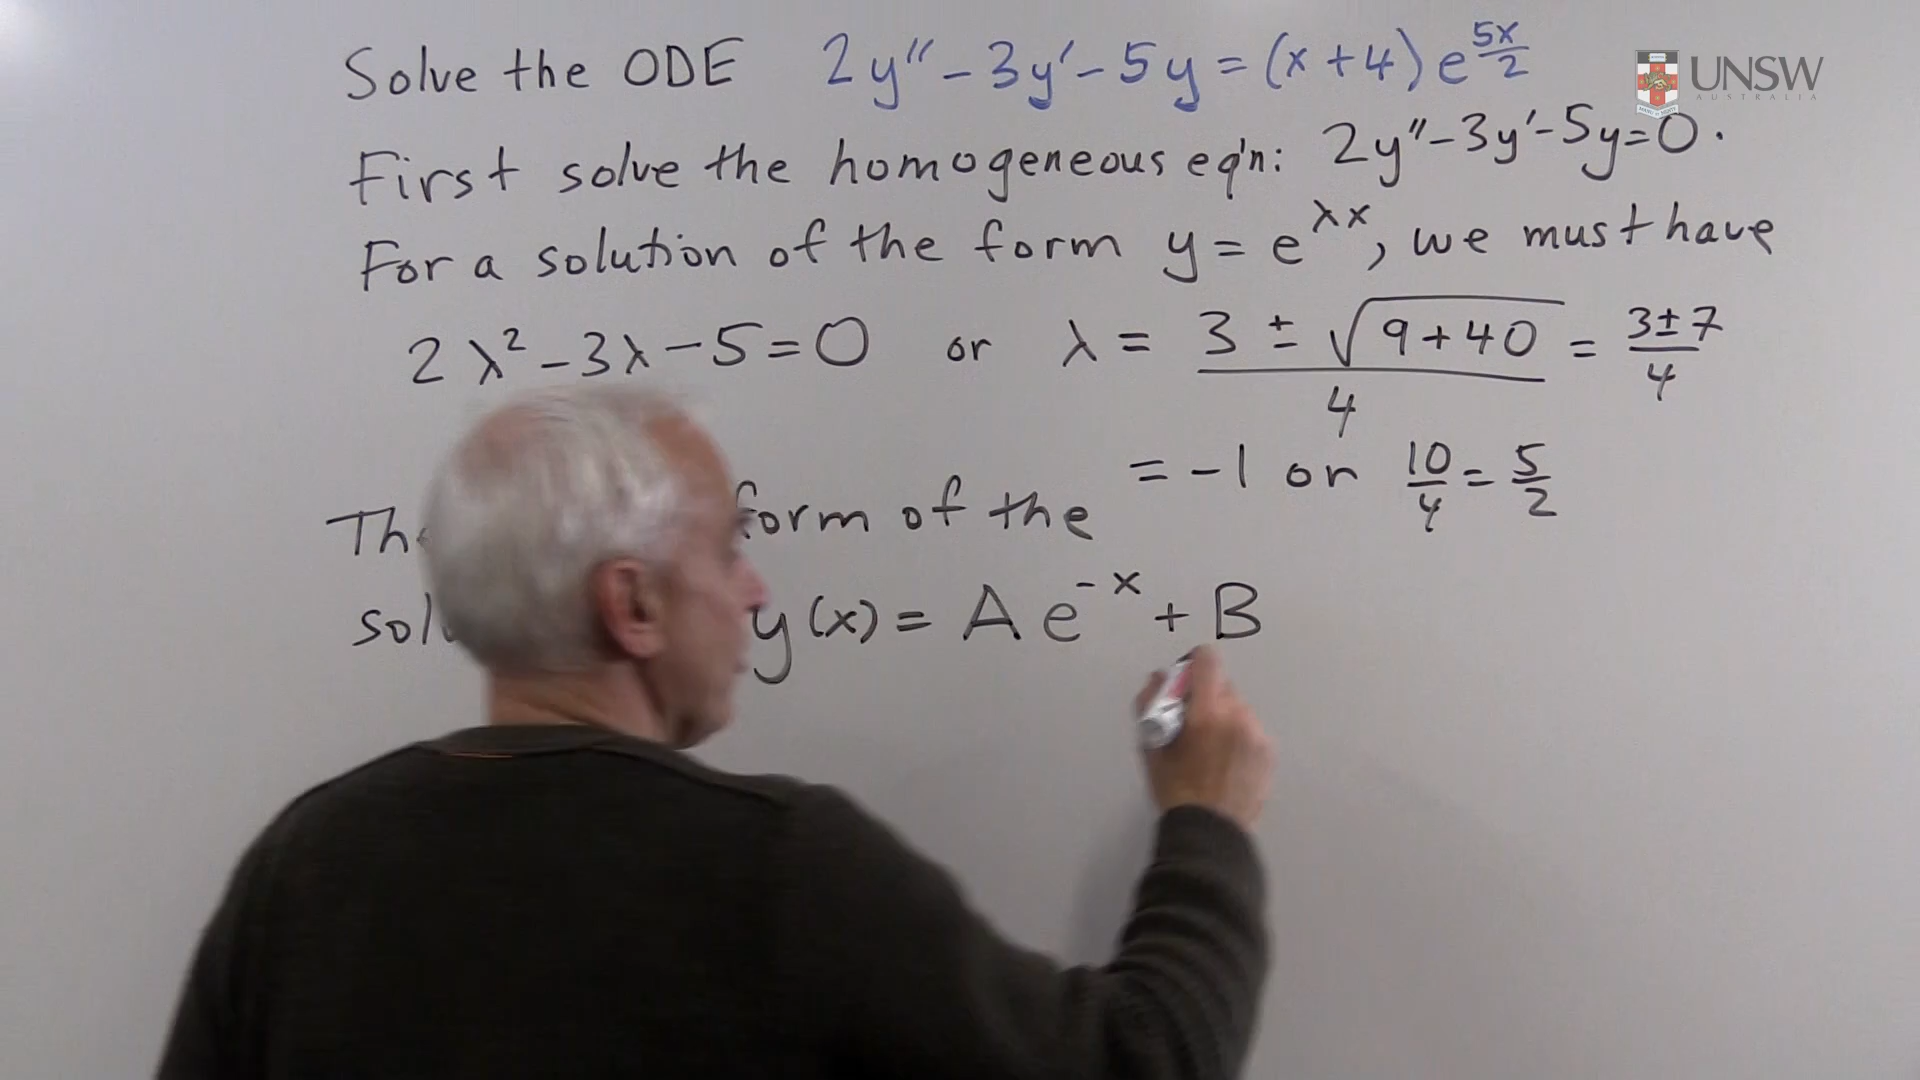 Solve the ODE 2y'' - 3y' - 5y = (x + 4) e^{5x/2}
UNSW
AUSTRALIA
First solve the homogeneous eq'n: 2y'' - 3y' - 5y = 0.
For a solution of the form y = e^{λx}, we must have
2λ² - 3λ - 5 = 0 or λ = (3 ± √(9 + 40))/4 = (3 ± 7)/4
= -1 or 10/4 = 5/2
form of the
y(x) = A e^{-x} + B